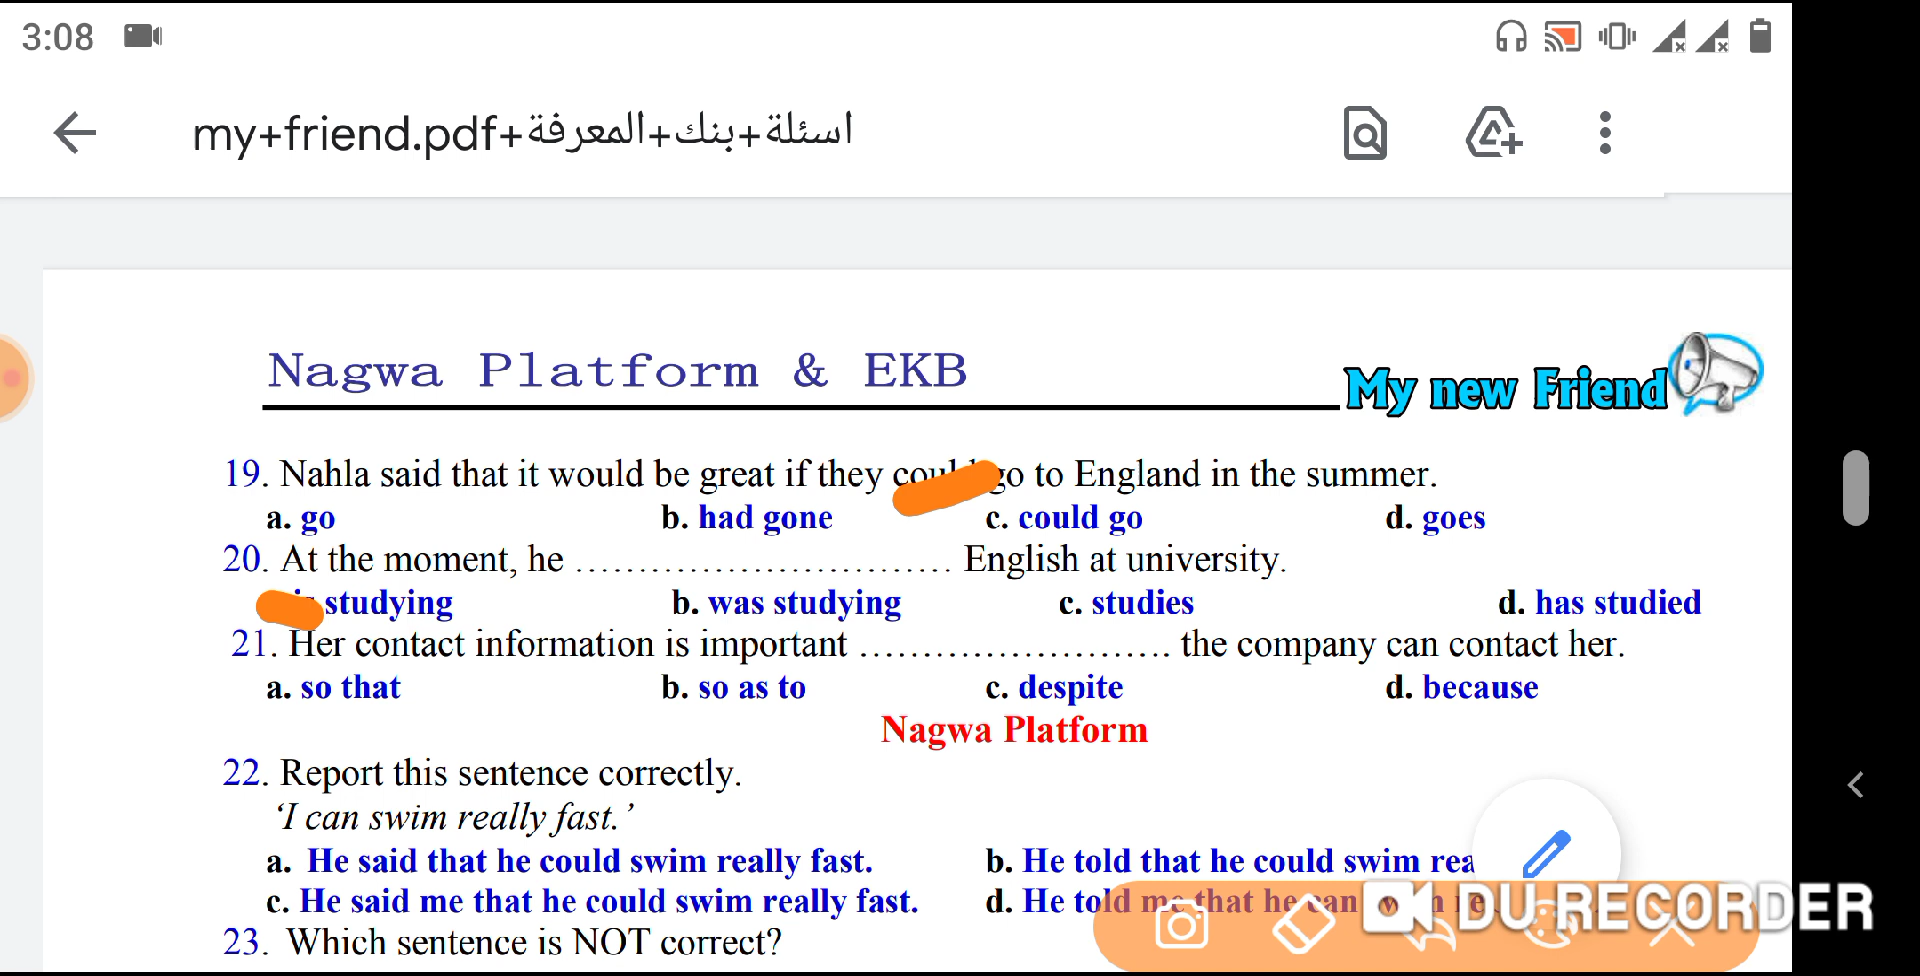 3:08
my+friend.pdf+اسئلة+بنك+المعرفة
Nagwa Platform & EKB
My new Friend
19. Nahla said that it would be great if they could go to England in the summer.
a. go b. had gone c. could go d. goes
20. At the moment, he .............................. English at university.
is studying b. was studying c. studies d. has studied
21. Her contact information is important ......................... the company can contact her.
a. so that b. so as to c. despite d. because
Nagwa Platform
22. Report this sentence correctly.
‘I can swim really fast.’
a. He said that he could swim really fast. b. He told that he could swim rea
c. He said me that he could swim really fast. d. He told me that he can swim
DU RECORDER
23. Which sentence is NOT correct?